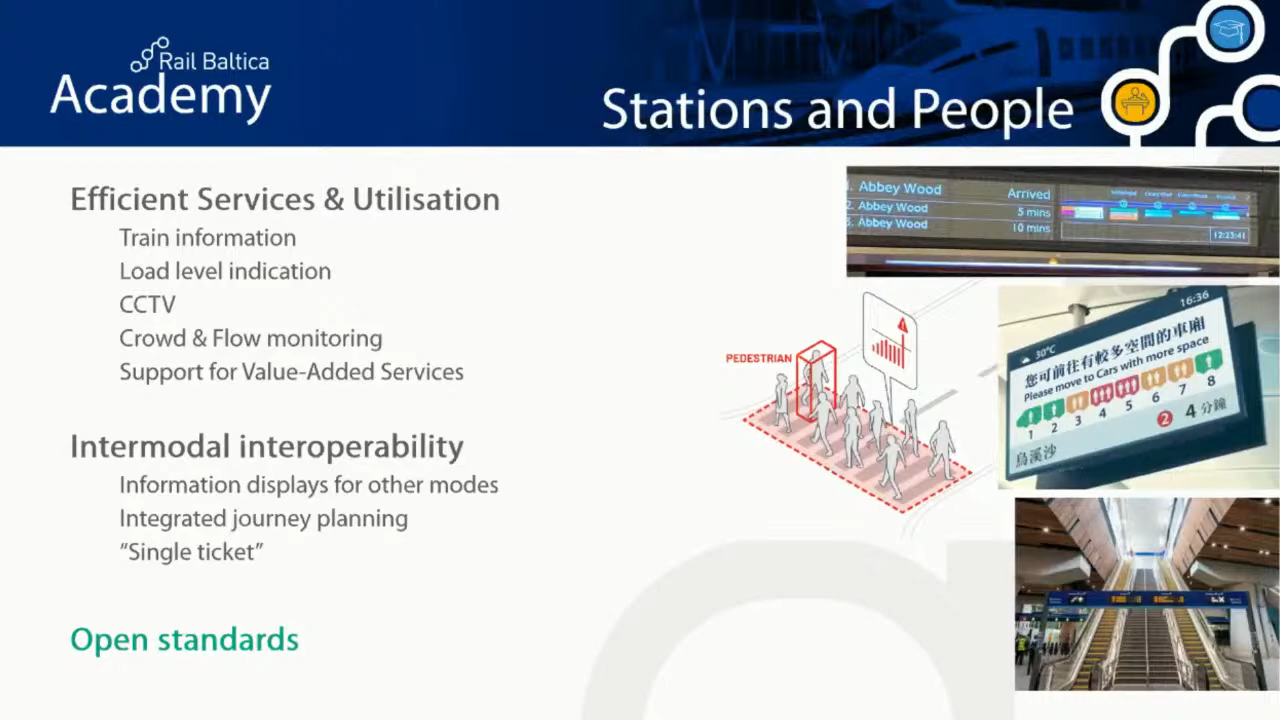 Rail Baltica
Academy
Stations and People
Efficient Services & Utilisation
Train information
Load level indication
CCTV
Crowd & Flow monitoring
Support for Value-Added Services
Intermodal interoperability
Information displays for other modes
Integrated journey planning
“Single ticket”
Open standards
1. Abbey Wood Arrived
2. Abbey Wood 5 mins
3. Abbey Wood 10 mins
12:23:41
PEDESTRIAN
16:36
30°C
您可前往有較多空間的車廂
Please move to Cars with more space
1 2 3 4 5 6 7 8
烏溪沙 2 4 分鐘